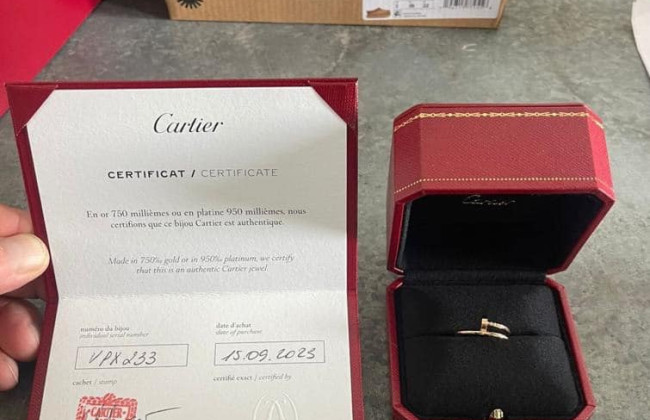 Cartier
CERTIFICAT / CERTIFICATE
En or 750 millièmes ou en platine 950 millièmes, nous
certifions que ce bijou Cartier est authentique.
Made in 750‰ gold or in 950‰ platinum, we certify
that this is an authentic Cartier jewel.
numéro du bijou
individual serial number
VPX233
date d'achat
date of purchase
15.09.2023
cachet / stamp
certifié exact / certified by
CARTIER
Cartier